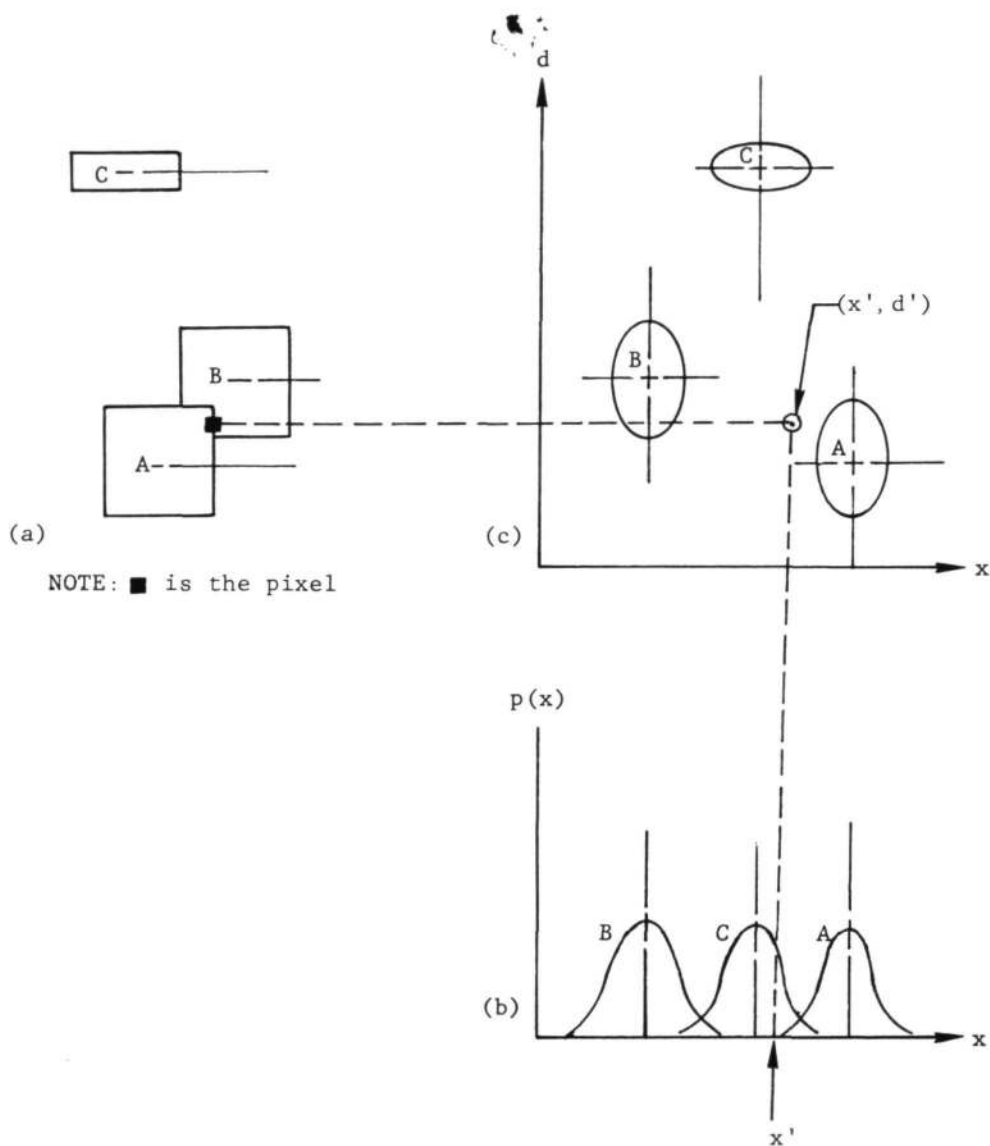 d
C
C
(x', d')
B
B
A
A
(a)
(c)
x
NOTE: ■ is the pixel
p(x)
B
C
A
(b)
x
x'